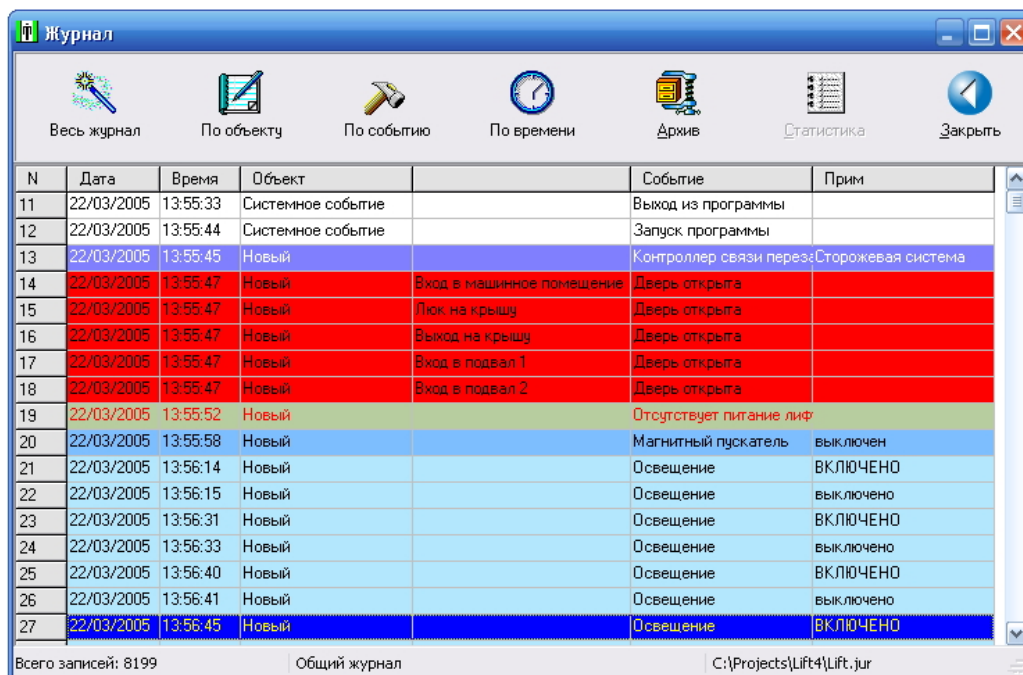 Журнал
Весь журнал По объекту По событию По времени Архив Статистика Закрыть
N Дата Время Объект Событие Прим
11 22/03/2005 13:55:33 Системное событие Выход из программы
12 22/03/2005 13:55:44 Системное событие Запуск программы
13 22/03/2005 13:55:45 Новый Контроллер связи переза Сторожевая система
14 22/03/2005 13:55:47 Новый Вход в машинное помещение Дверь открыта
15 22/03/2005 13:55:47 Новый Люк на крышу Дверь открыта
16 22/03/2005 13:55:47 Новый Выход на крышу Дверь открыта
17 22/03/2005 13:55:47 Новый Вход в подвал 1 Дверь открыта
18 22/03/2005 13:55:47 Новый Вход в подвал 2 Дверь открыта
19 22/03/2005 13:55:52 Новый Отсутствует питание лиф
20 22/03/2005 13:55:58 Новый Магнитный пускатель выключен
21 22/03/2005 13:56:14 Новый Освещение ВКЛЮЧЕНО
22 22/03/2005 13:56:15 Новый Освещение выключено
23 22/03/2005 13:56:31 Новый Освещение ВКЛЮЧЕНО
24 22/03/2005 13:56:33 Новый Освещение выключено
25 22/03/2005 13:56:40 Новый Освещение ВКЛЮЧЕНО
26 22/03/2005 13:56:41 Новый Освещение выключено
27 22/03/2005 13:56:45 Новый Освещение ВКЛЮЧЕНО
Всего записей: 8199 Общий журнал C:\Projects\Lift4\Lift.jur